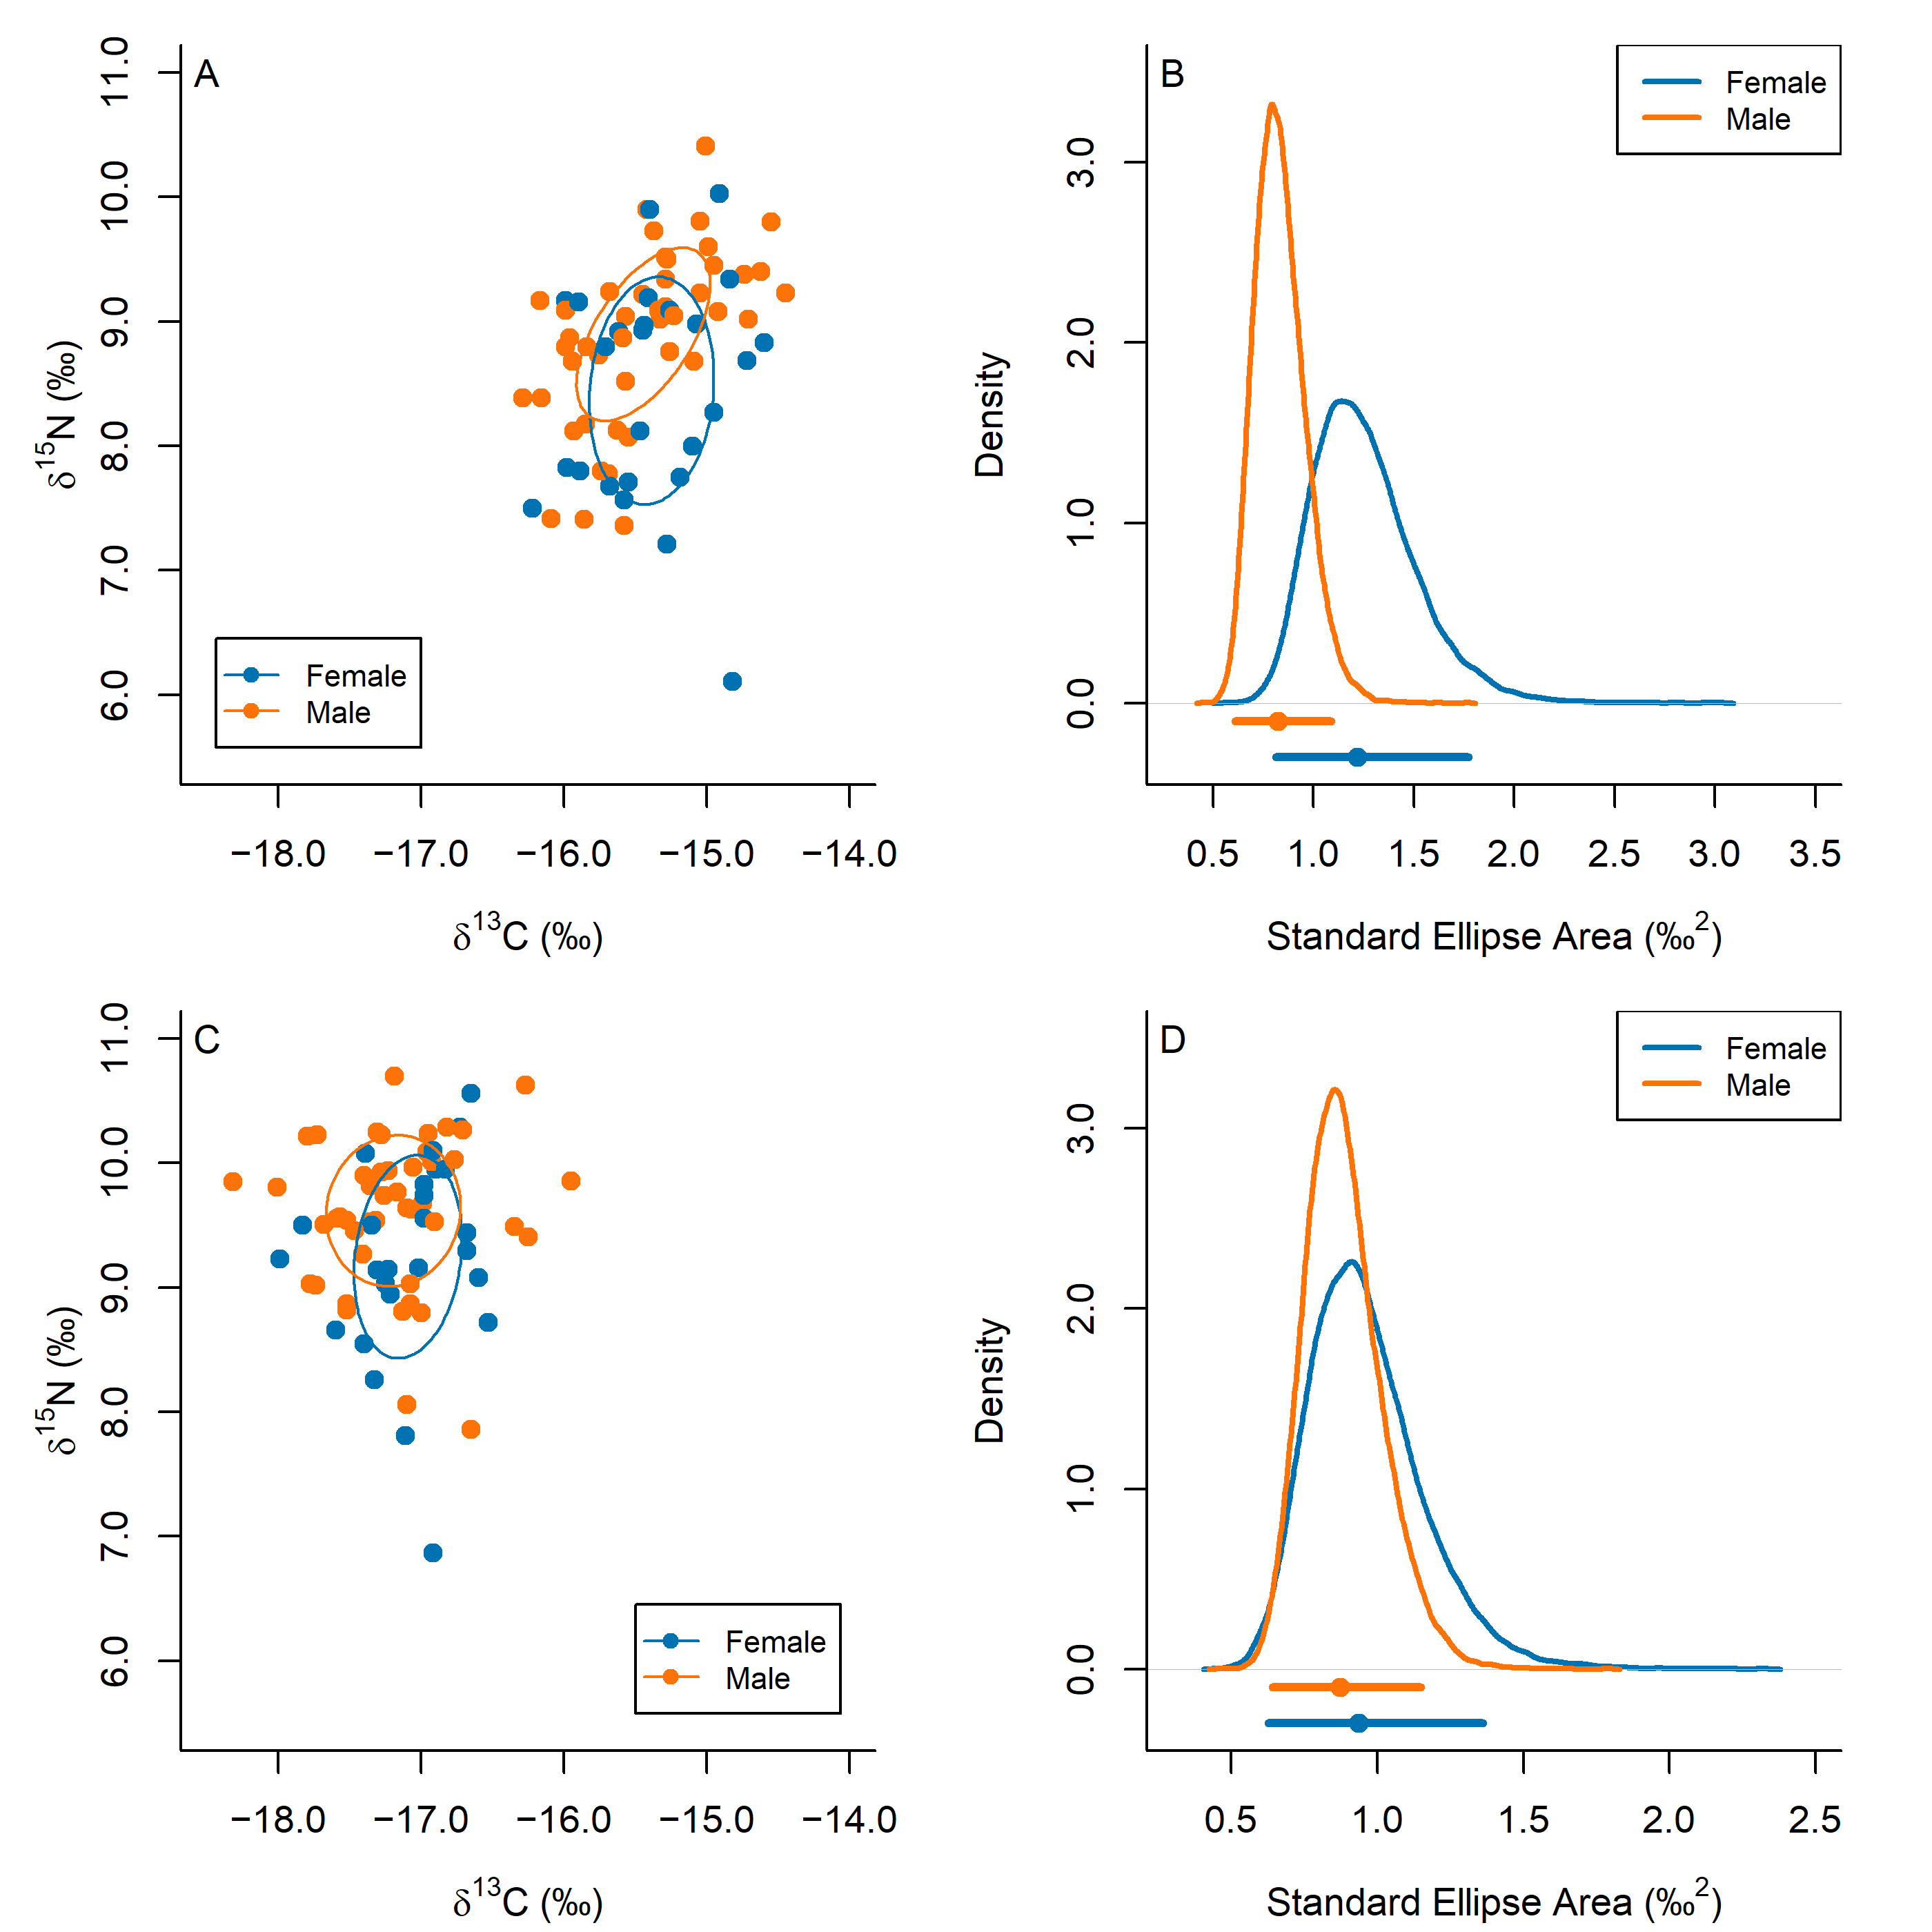 A
11.0
10.0
9.0
8.0
7.0
6.0
δ15N (‰)
Female
Male
−18.0 −17.0 −16.0 −15.0 −14.0
δ13C (‰)
B
Female
Male
3.0
2.0
1.0
0.0
Density
0.5 1.0 1.5 2.0 2.5 3.0 3.5
Standard Ellipse Area (‰2)
C
11.0
10.0
9.0
8.0
7.0
6.0
δ15N (‰)
Female
Male
−18.0 −17.0 −16.0 −15.0 −14.0
δ13C (‰)
D
Female
Male
3.0
2.0
1.0
0.0
Density
0.5 1.0 1.5 2.0 2.5
Standard Ellipse Area (‰2)